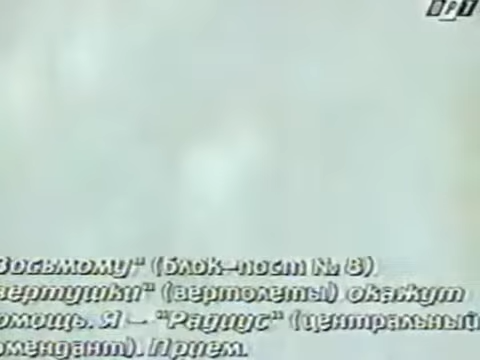 ОРТ
Восьмому" (блок-пост № 8)
вертушки" (вертолеты) окажут
омощь. Я – "Радиус" (центральный
омендант). Прием.